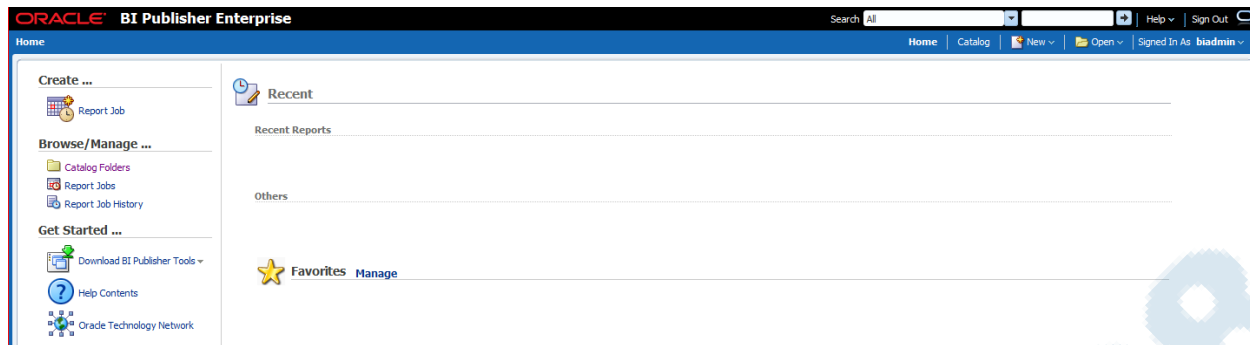 ORACLE BI Publisher Enterprise
Search All Help Sign Out
Home
Home Catalog New Open Signed In As biadmin
Create ...
Report Job
Browse/Manage ...
Catalog Folders
Report Jobs
Report Job History
Get Started ...
Download BI Publisher Tools
Help Contents
Oracle Technology Network
Recent
Recent Reports
Others
Favorites Manage